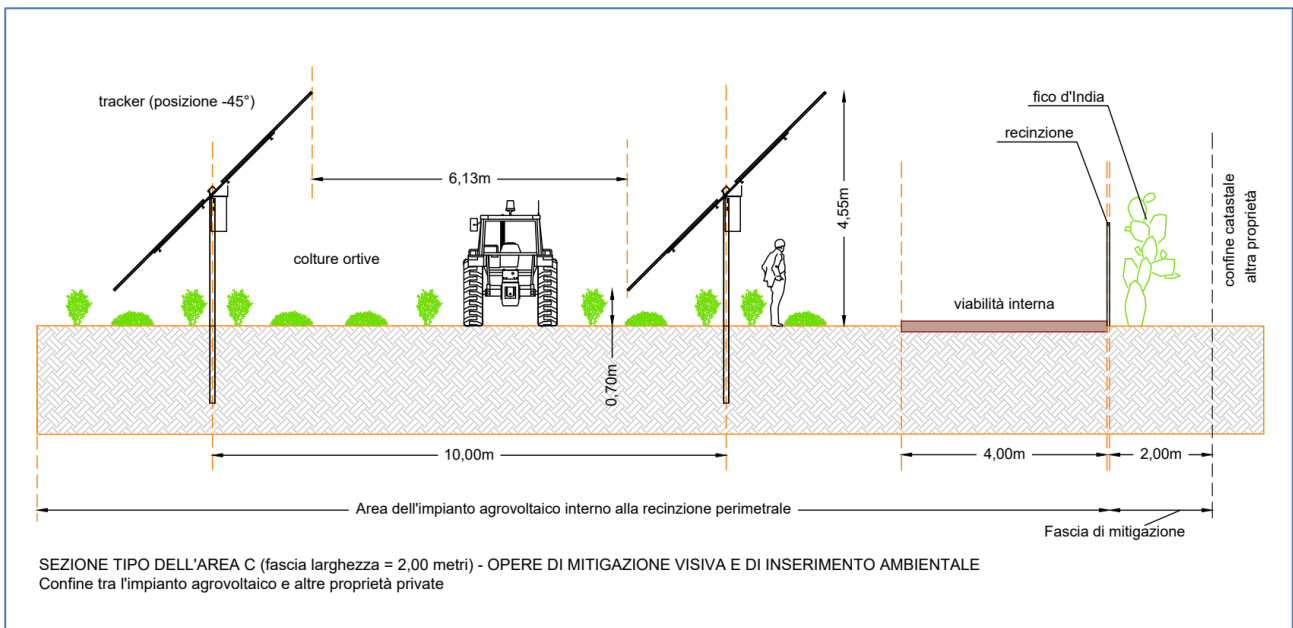 tracker (posizione -45°)
fico d'India
recinzione
6,13m
4,55m
confine catastale
altra proprietà
colture ortive
viabilità interna
0,70m
10,00m
4,00m
2,00m
Area dell'impianto agrovoltaico interno alla recinzione perimetrale
Fascia di mitigazione
SEZIONE TIPO DELL'AREA C (fascia larghezza = 2,00 metri) - OPERE DI MITIGAZIONE VISIVA E DI INSERIMENTO AMBIENTALE
Confine tra l'impianto agrovoltaico e altre proprietà private